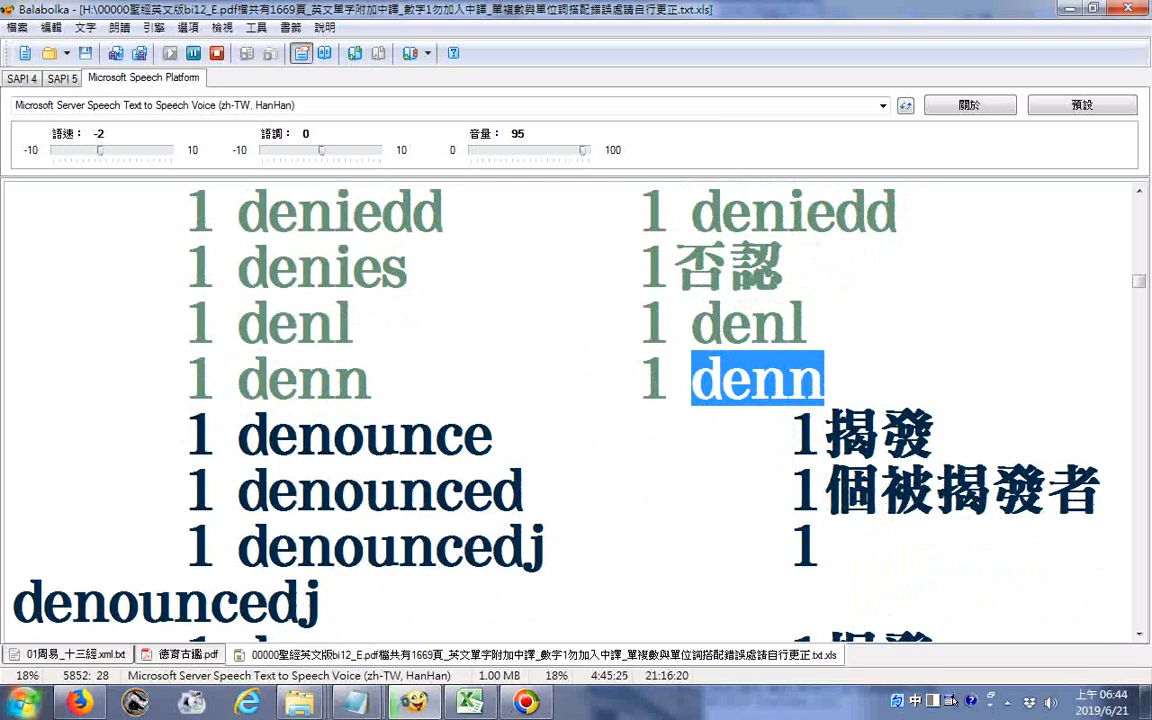 Balabolka - [H:\00000聖經英文版bi12_E.pdf檔共有1669頁_英文單字附加中譯_數字1勿加入中譯_單複數與單位詞搭配錯誤處請自行更正.txt.xls]
檔案 編輯 文字 朗讀 引擎 選項 檢視 工具 書籤 說明
SAPI 4 SAPI 5 Microsoft Speech Platform
Microsoft Server Speech Text to Speech Voice (zh-TW, HanHan) 關於 預設
語速: -2 語調: 0 音量: 95
-10 10 -10 10 0 100
1 deniedd 1 deniedd
1 denies 1否認
1 denl 1 denl
1 denn 1 denn
1 denounce 1揭發
1 denounced 1個被揭發者
1 denouncedj 1
denouncedj
01周易_十三經.xml.txt 德育古鑑.pdf 00000聖經英文版bi12_E.pdf檔共有1669頁_英文單字附加中譯_數字1勿加入中譯_單複數與單位詞搭配錯誤處請自行更正.txt.xls
18% 5852: 28 Microsoft Server Speech Text to Speech Voice (zh-TW, HanHan) 1.00 MB 18% 4:45:25 21:16:20
中 上午 06:44
2019/6/21